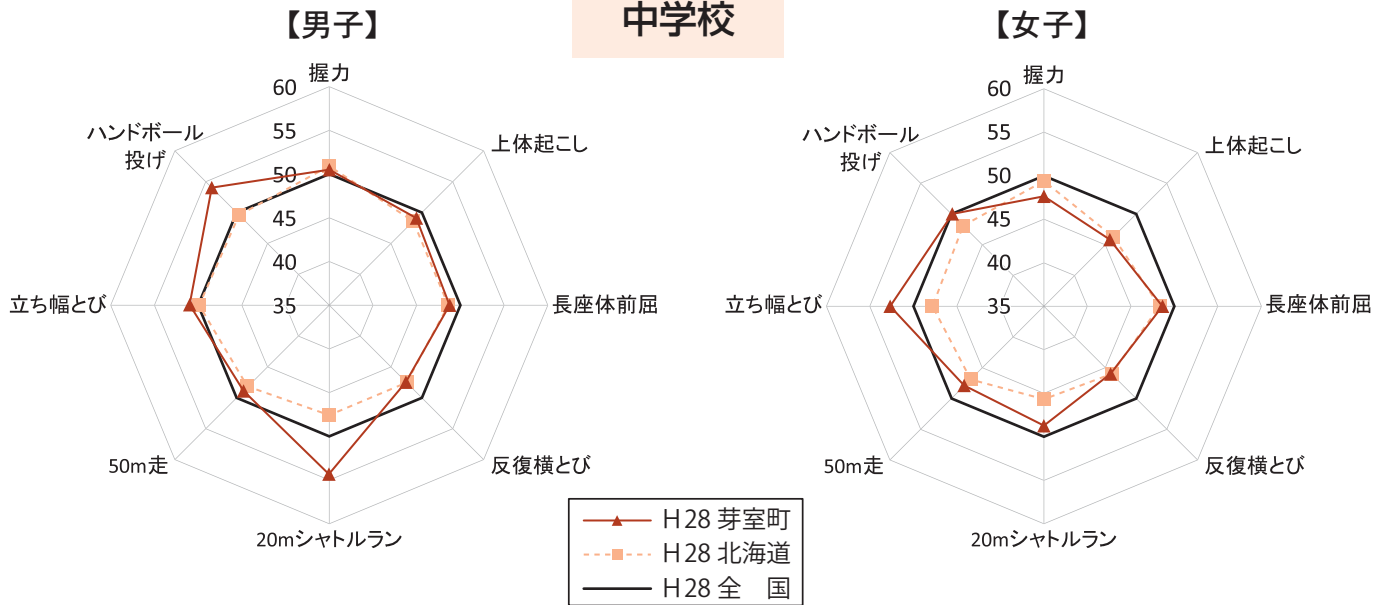 中学校
【男子】
握力
上体起こし
長座体前屈
反復横とび
20mシャトルラン
50m走
立ち幅とび
ハンドボール
投げ
60
55
50
45
40
35
【女子】
握力
上体起こし
長座体前屈
反復横とび
20mシャトルラン
50m走
立ち幅とび
ハンドボール
投げ
60
55
50
45
40
35
H28 芽室町
H28 北海道
H28 全　国